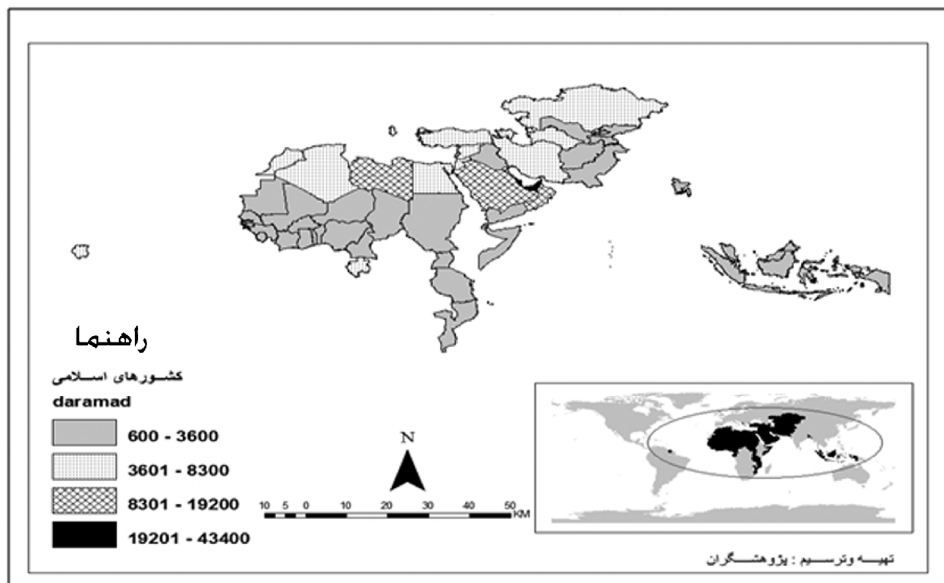 راهنما
کشورهای اسلامی
daramad
600 - 3600
3601 - 8300
8301 - 19200
19201 - 43400
N
10 5 0 10 20 30 40 50
KM
تهیه وترسیم : پژوهشگران